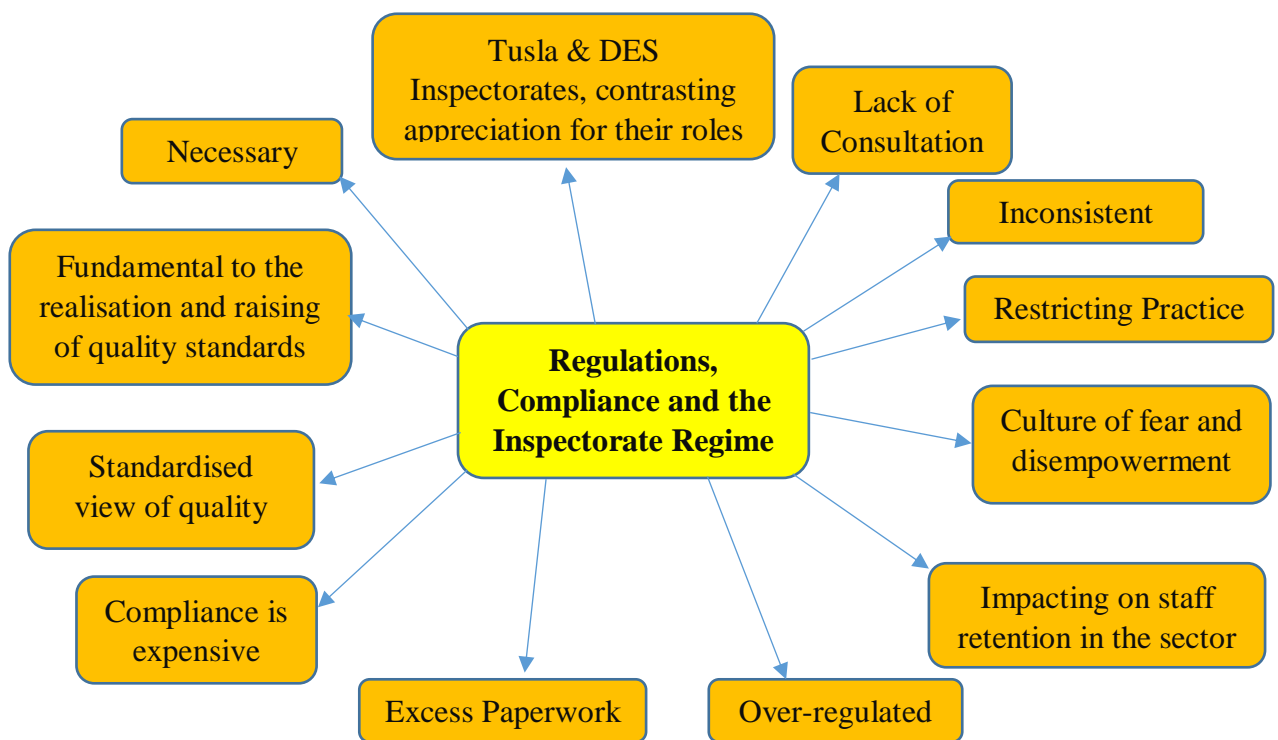 Tusla & DES
Inspectorates, contrasting
appreciation for their roles
Lack of
Consultation
Necessary
Inconsistent
Fundamental to the
realisation and raising
of quality standards
Restricting Practice
Regulations,
Compliance and the
Inspectorate Regime
Culture of fear and
disempowerment
Standardised
view of quality
Compliance is
expensive
Impacting on staff
retention in the sector
Excess Paperwork
Over-regulated